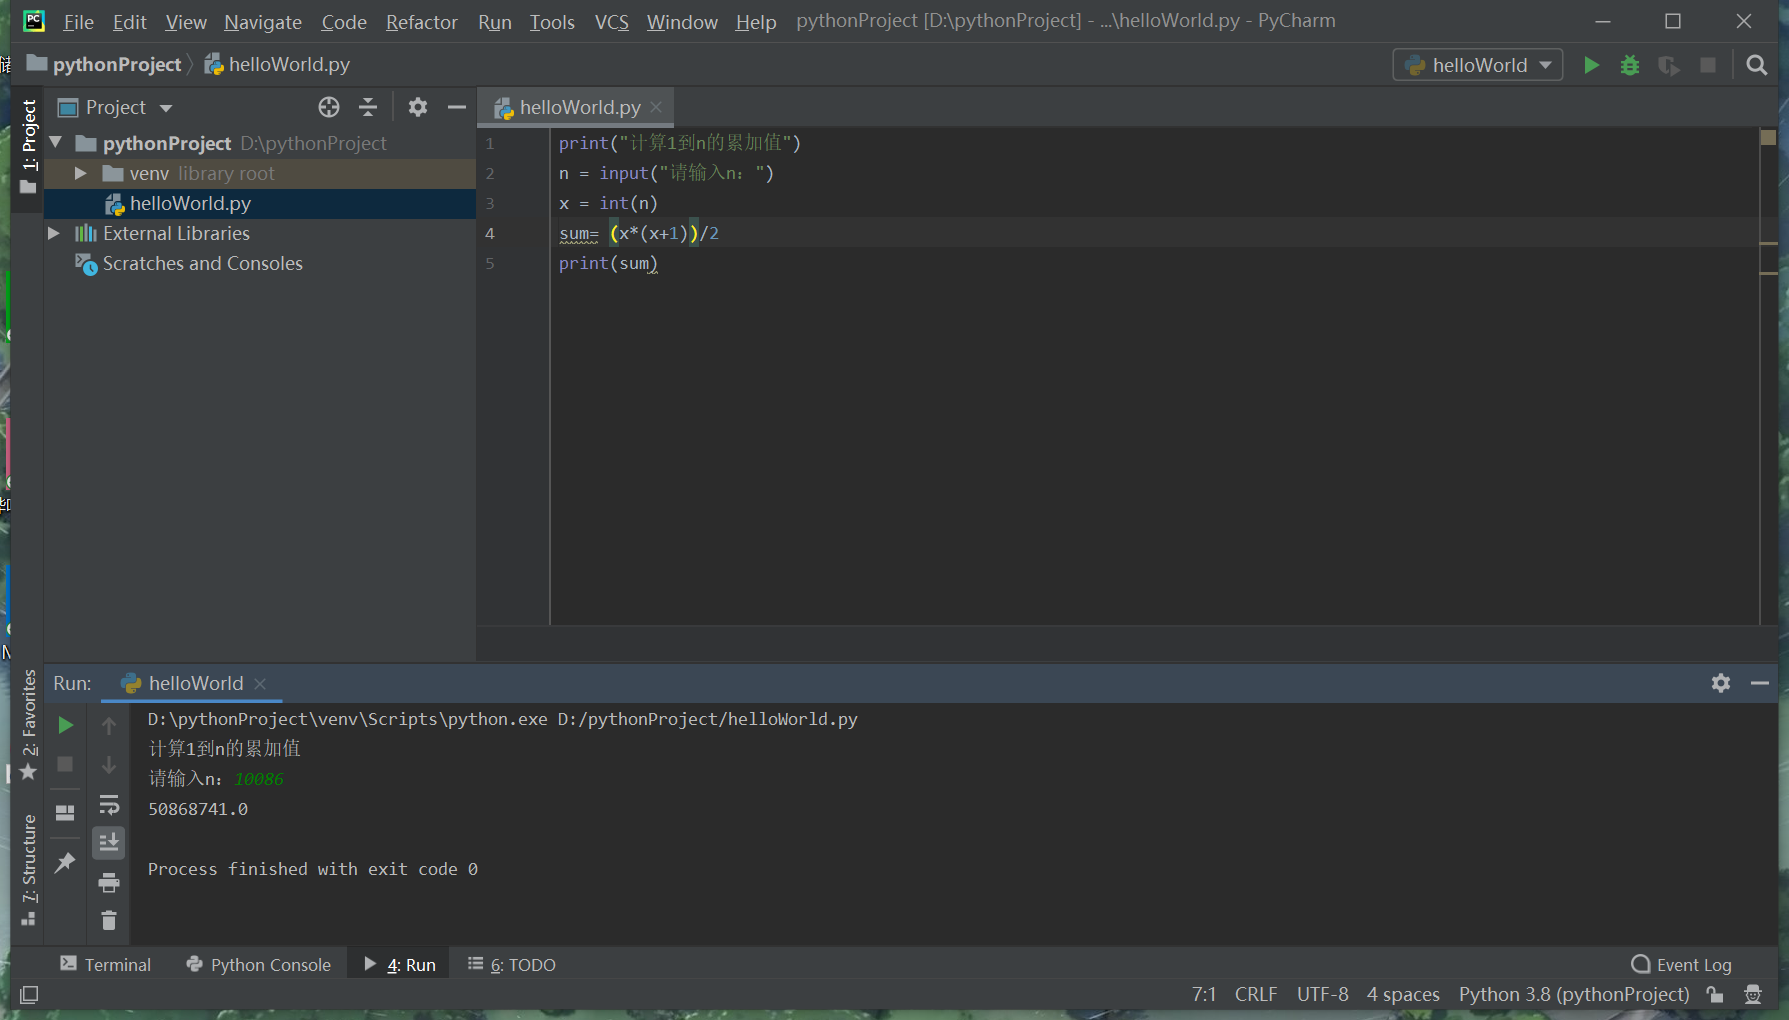 File Edit View Navigate Code Refactor Run Tools VCS Window Help pythonProject [D:\pythonProject] - ...\helloWorld.py - PyCharm
pythonProject helloWorld.py helloWorld
1: Project
Project
helloWorld.py
pythonProject D:\pythonProject
venv library root
helloWorld.py
External Libraries
Scratches and Consoles
1 print("计算1到n的累加值")
2 n = input("请输入n: ")
3 x = int(n)
4 sum= (x*(x+1))/2
5 print(sum)
2: Favorites
7: Structure
Run: helloWorld
D:\pythonProject\venv\Scripts\python.exe D:/pythonProject/helloWorld.py
计算1到n的累加值
请输入n: 10086
50868741.0
Process finished with exit code 0
Terminal Python Console 4: Run 6: TODO Event Log
7:1 CRLF UTF-8 4 spaces Python 3.8 (pythonProject)